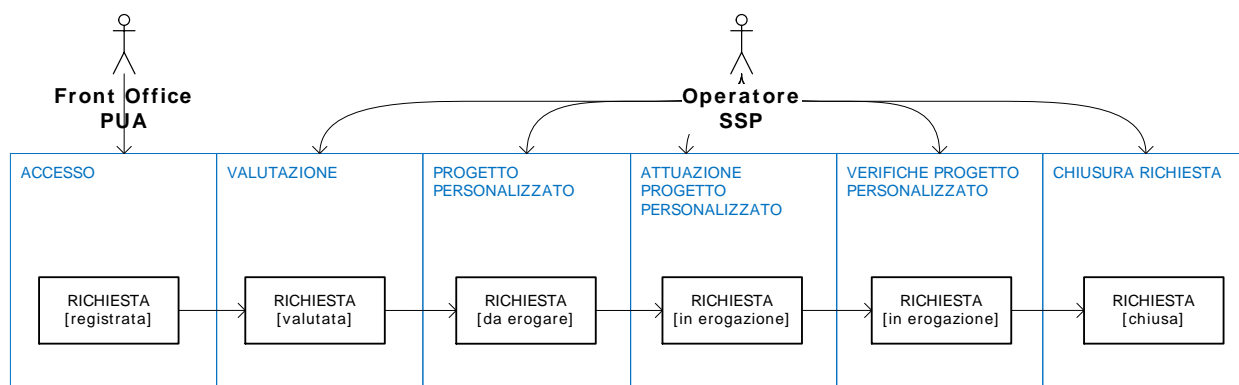 Front Office
PUA
Operatore
SSP
ACCESSO
VALUTAZIONE
PROGETTO
PERSONALIZZATO
ATTUAZIONE
PROGETTO
PERSONALIZZATO
VERIFICHE PROGETTO
PERSONALIZZATO
CHIUSURA RICHIESTA
RICHIESTA
[registrata]
RICHIESTA
[valutata]
RICHIESTA
[da erogare]
RICHIESTA
[in erogazione]
RICHIESTA
[in erogazione]
RICHIESTA
[chiusa]